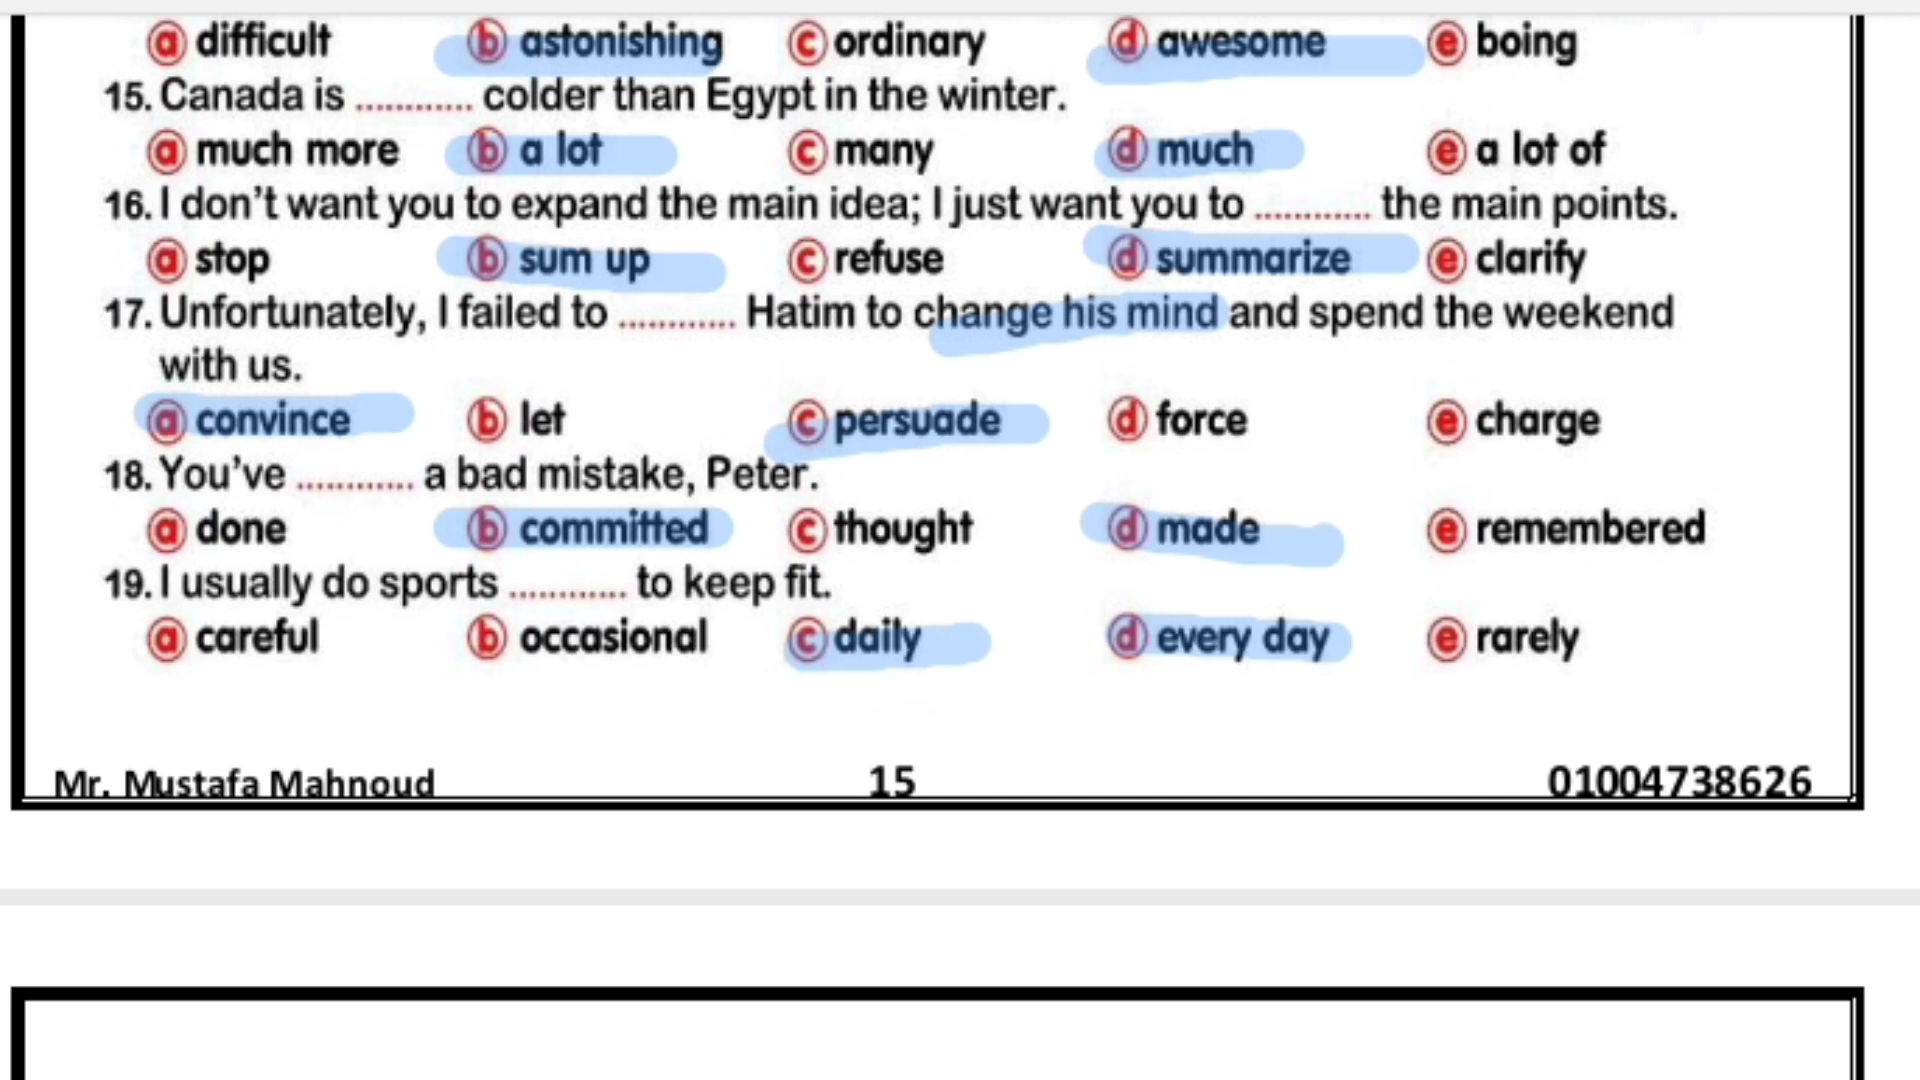 a difficult b astonishing c ordinary d awesome e boing
15. Canada is ............ colder than Egypt in the winter.
a much more b a lot c many d much e a lot of
16. I don't want you to expand the main idea; I just want you to ............ the main points.
a stop b sum up c refuse d summarize e clarify
17. Unfortunately, I failed to ............ Hatim to change his mind and spend the weekend
with us.
a convince b let c persuade d force e charge
18. You've ............ a bad mistake, Peter.
a done b committed c thought d made e remembered
19. I usually do sports ............ to keep fit.
a careful b occasional c daily d every day e rarely
Mr. Mustafa Mahnoud 15 01004738626